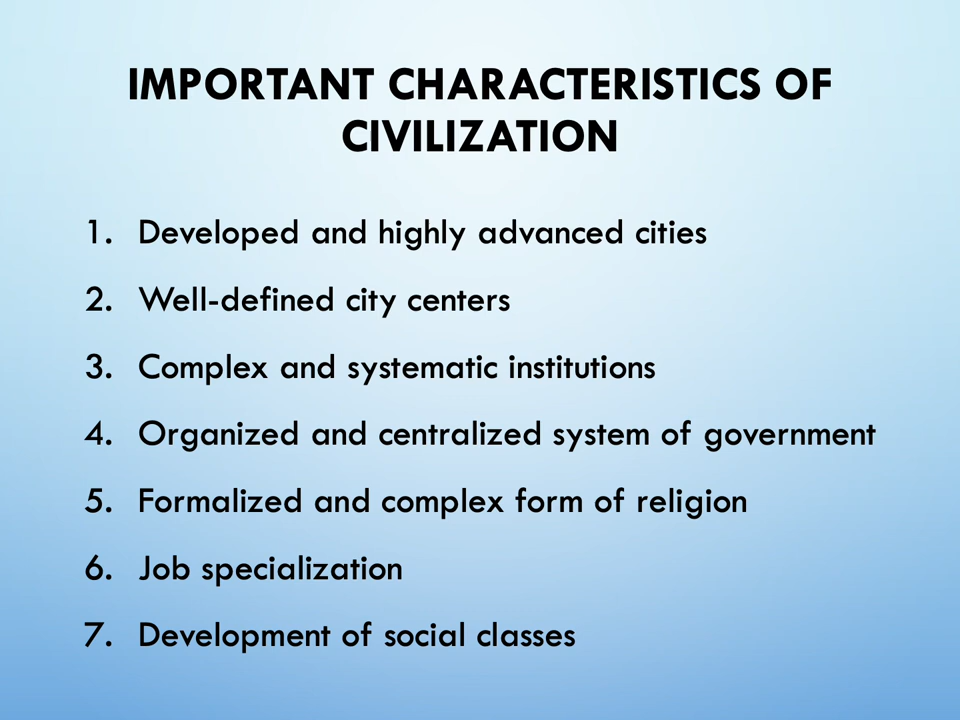 IMPORTANT CHARACTERISTICS OF
CIVILIZATION
1. Developed and highly advanced cities
2. Well-defined city centers
3. Complex and systematic institutions
4. Organized and centralized system of government
5. Formalized and complex form of religion
6. Job specialization
7. Development of social classes